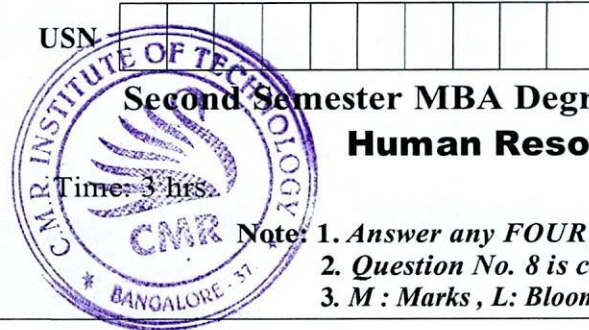 USN
C.M.R. INSTITUTE OF TECHNOLOGY
Second Semester MBA Degr
Human Reso
Time: 3 hrs.
CMR
Note: 1. Answer any FOUR
2. Question No. 8 is c
3. M : Marks , L: Bloom
* BANGALORE - 37. *